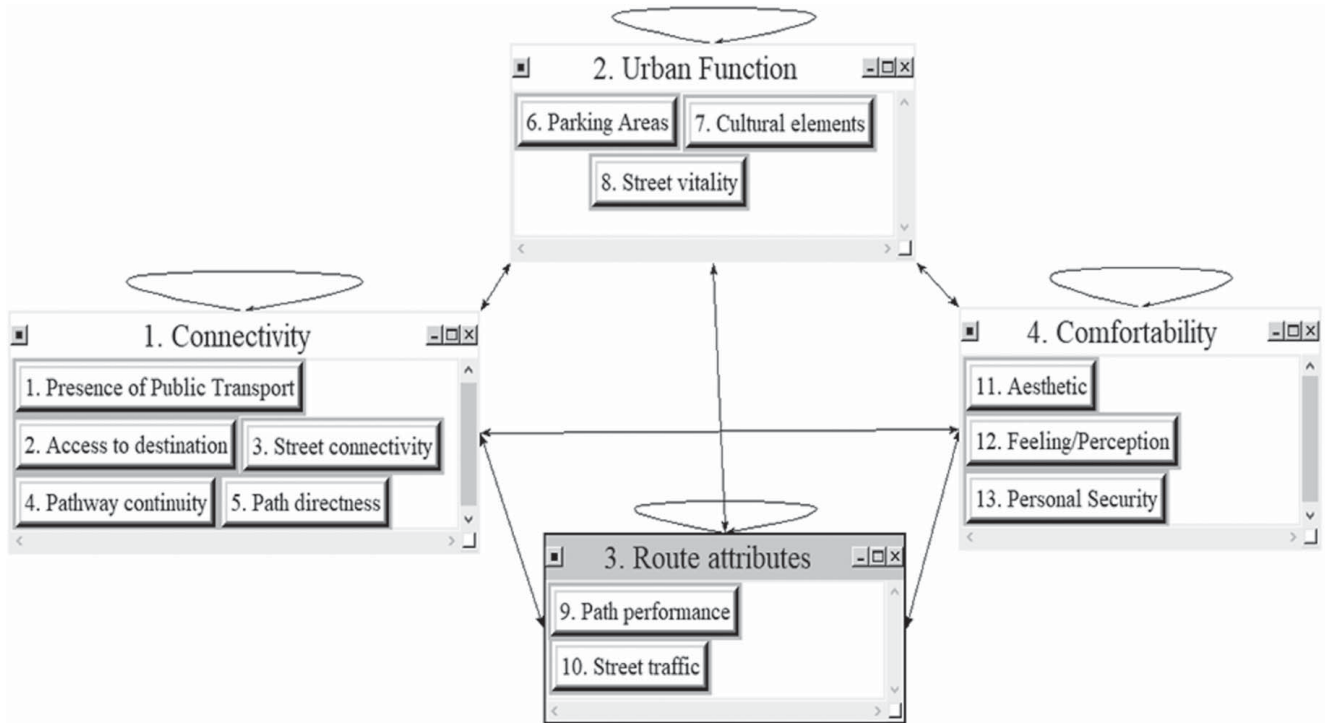 2. Urban Function
6. Parking Areas
7. Cultural elements
8. Street vitality
1. Connectivity
1. Presence of Public Transport
2. Access to destination
3. Street connectivity
4. Pathway continuity
5. Path directness
4. Comfortability
11. Aesthetic
12. Feeling/Perception
13. Personal Security
3. Route attributes
9. Path performance
10. Street traffic